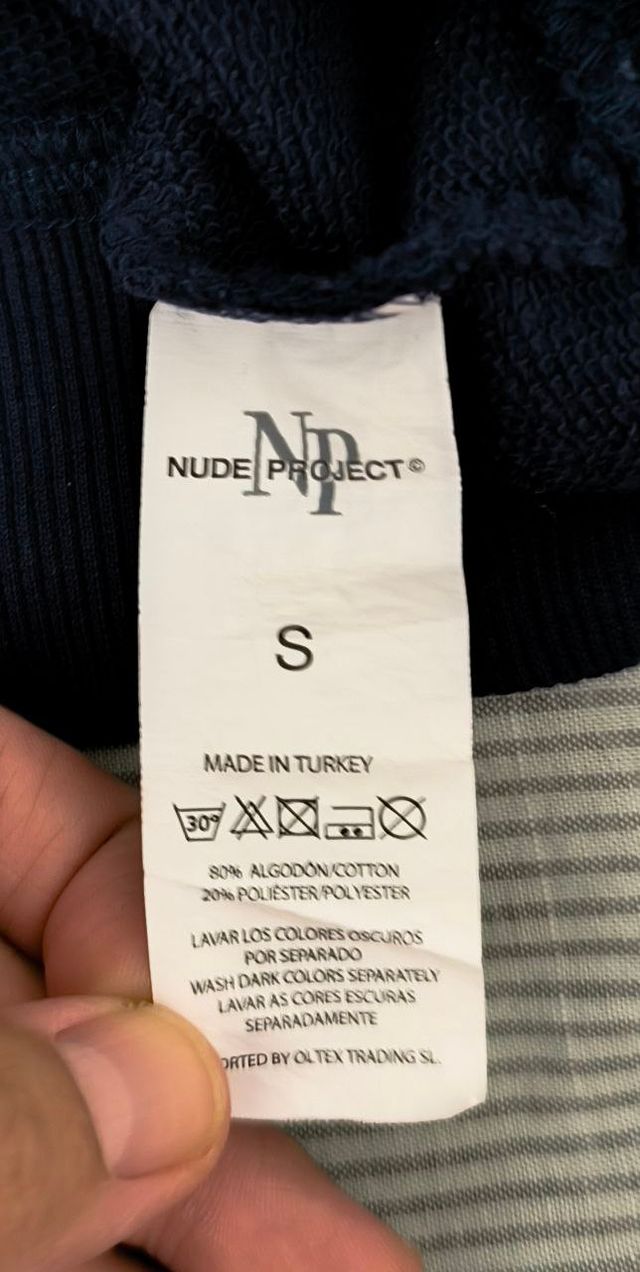 NP
NUDE PROJECT©
S
MADE IN TURKEY
30°
80% ALGODÓN/COTTON
20% POLIÉSTER/POLYESTER
LAVAR LOS COLORES OSCUROS
POR SEPARADO
WASH DARK COLORS SEPARATELY
LAVAR AS CORES ESCURAS
SEPARADAMENTE
BY OLTEX TRADING SL.